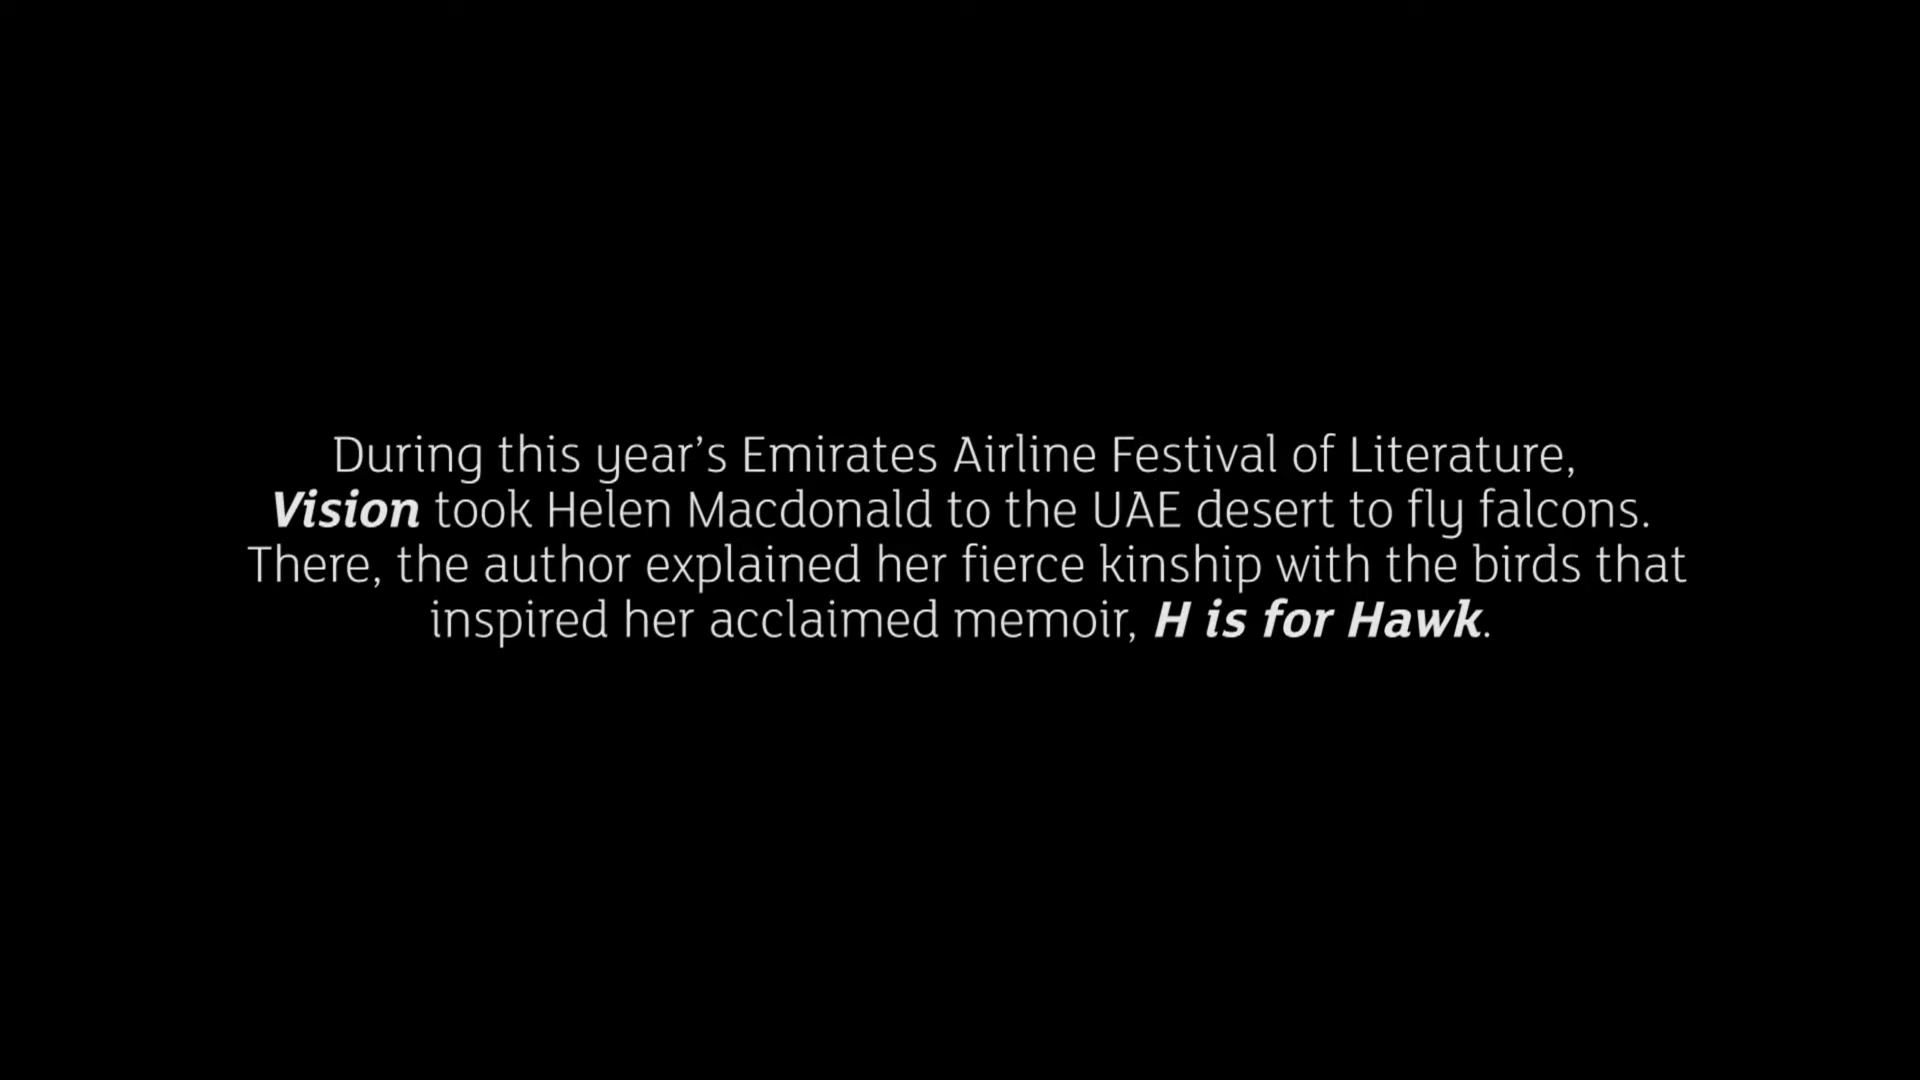 During this year’s Emirates Airline Festival of Literature,
Vision took Helen Macdonald to the UAE desert to fly falcons.
There, the author explained her fierce kinship with the birds that
inspired her acclaimed memoir, H is for Hawk.